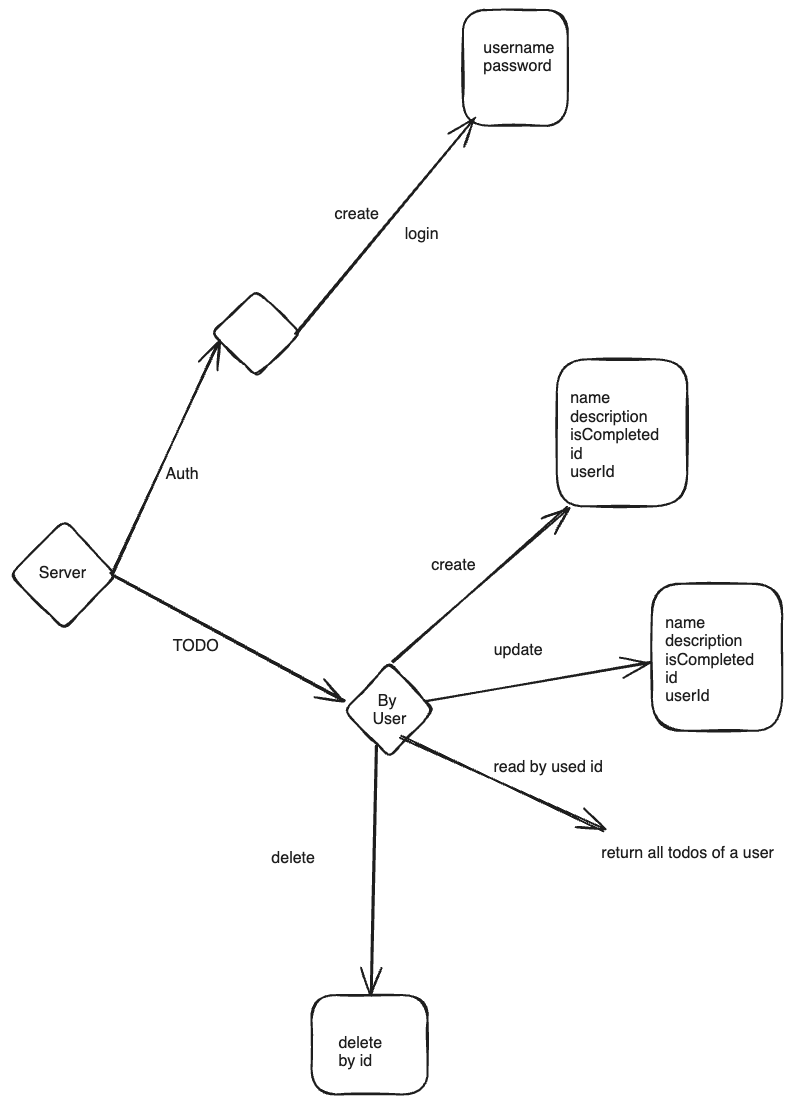 username
password
create
login
Auth
Server
TODO
name
description
isCompleted
id
userId
create
update
name
description
isCompleted
id
userId
By
User
read by used id
return all todos of a user
delete
delete
by id